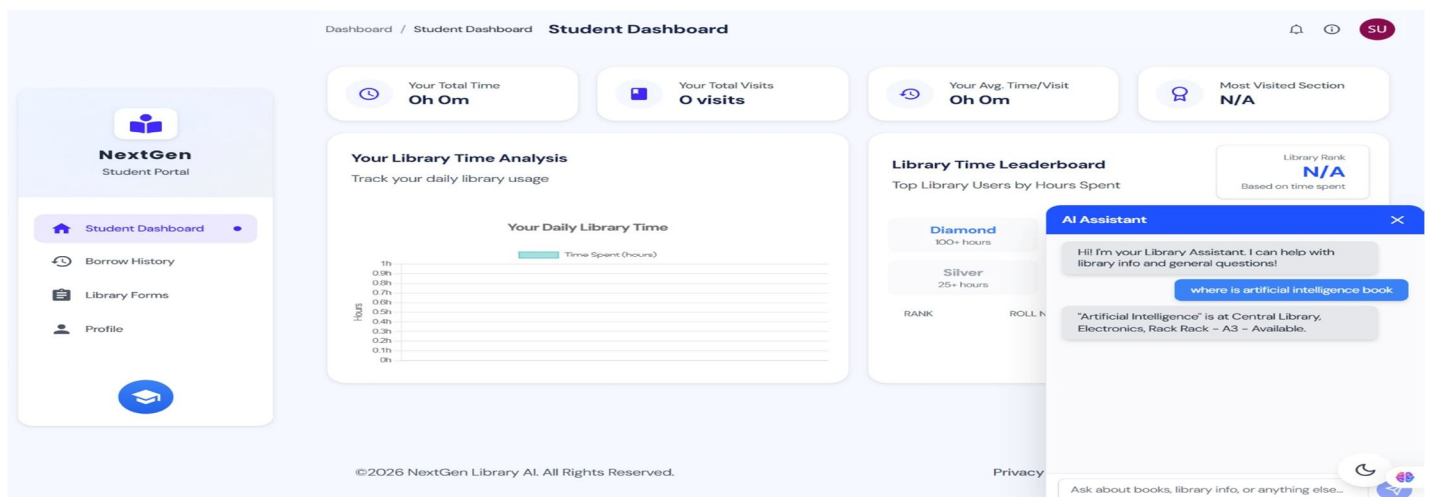 Dashboard / Student Dashboard Student Dashboard
SU
NextGen
Student Portal
Student Dashboard
Borrow History
Library Forms
Profile
Your Total Time
0h 0m
Your Total Visits
0 visits
Your Avg. Time/Visit
0h 0m
Most Visited Section
N/A
Your Library Time Analysis
Track your daily library usage
Your Daily Library Time
Time Spent (hours)
Hours
1h
0.9h
0.8h
0.7h
0.6h
0.5h
0.4h
0.3h
0.2h
0.1h
0h
Library Time Leaderboard
Top Library Users by Hours Spent
Library Rank
N/A
Based on time spent
Diamond
100+ hours
Silver
25+ hours
RANK ROLL N
AI Assistant
Hi! I'm your Library Assistant. I can help with
library info and general questions!
where is artificial intelligence book
"Artificial Intelligence" is at Central Library,
Electronics, Rack Rack - A3 - Available.
Ask about books, library info, or anything else...
©2026 NextGen Library AI. All Rights Reserved.
Privacy